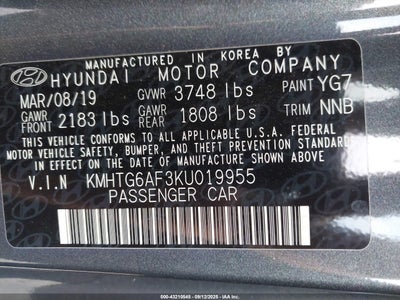 MANUFACTURED IN KOREA BY
HYUNDAI MOTOR COMPANY
MAR/08/19 GVWR 3748 lbs PAINT YG7
GAWR FRONT 2183 lbs GAWR REAR 1808 lbs TRIM NNB
THIS VEHICLE CONFORMS TO ALL APPLICABLE U.S.A. FEDERAL
MOTOR VEHICLE SAFETY, BUMPER, AND THEFT PREVENTION
STANDARDS IN EFFECT ON THE DATE OF MANUFACTURE
SHOWN ABOVE.
V.I.N KMHTG6AF3KU019955
PASSENGER CAR
000-43210545 - 09/12/2025 - IAA Inc.